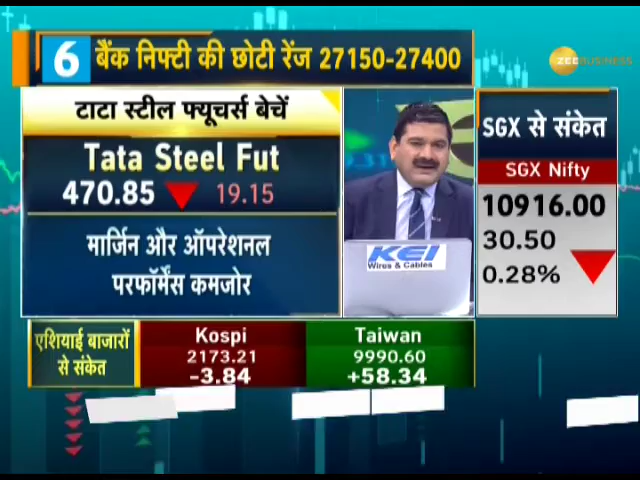 6 बैंक निफ्टी की छोटी रेंज 27150-27400
ZEE BUSINESS
टाटा स्टील फ्यूचर्स बेचें
Tata Steel Fut
470.85 19.15
मार्जिन और ऑपरेशनल
परफॉर्मेंस कमजोर
KEI
Wires & Cables
SGX से संकेत
SGX Nifty
10916.00
30.50
0.28%
एशियाई बाजारों
से संकेत
Kospi
2173.21
-3.84
Taiwan
9990.60
+58.34